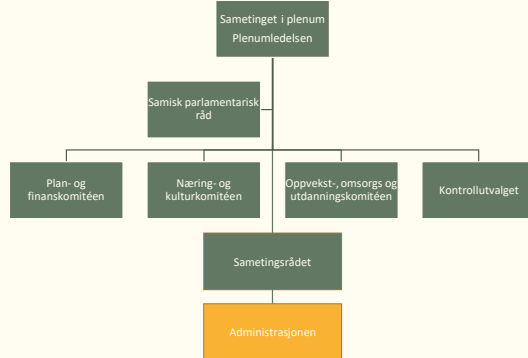 Sametinget i plenum
Plenumledelsen
Samisk parlamentarisk
råd
Plan- og
finanskomitéen
Næring- og
kulturkomitéen
Oppvekst-, omsorgs og
utdanningskomitéen
Kontrollutvalget
Sametingsrådet
Administrasjonen